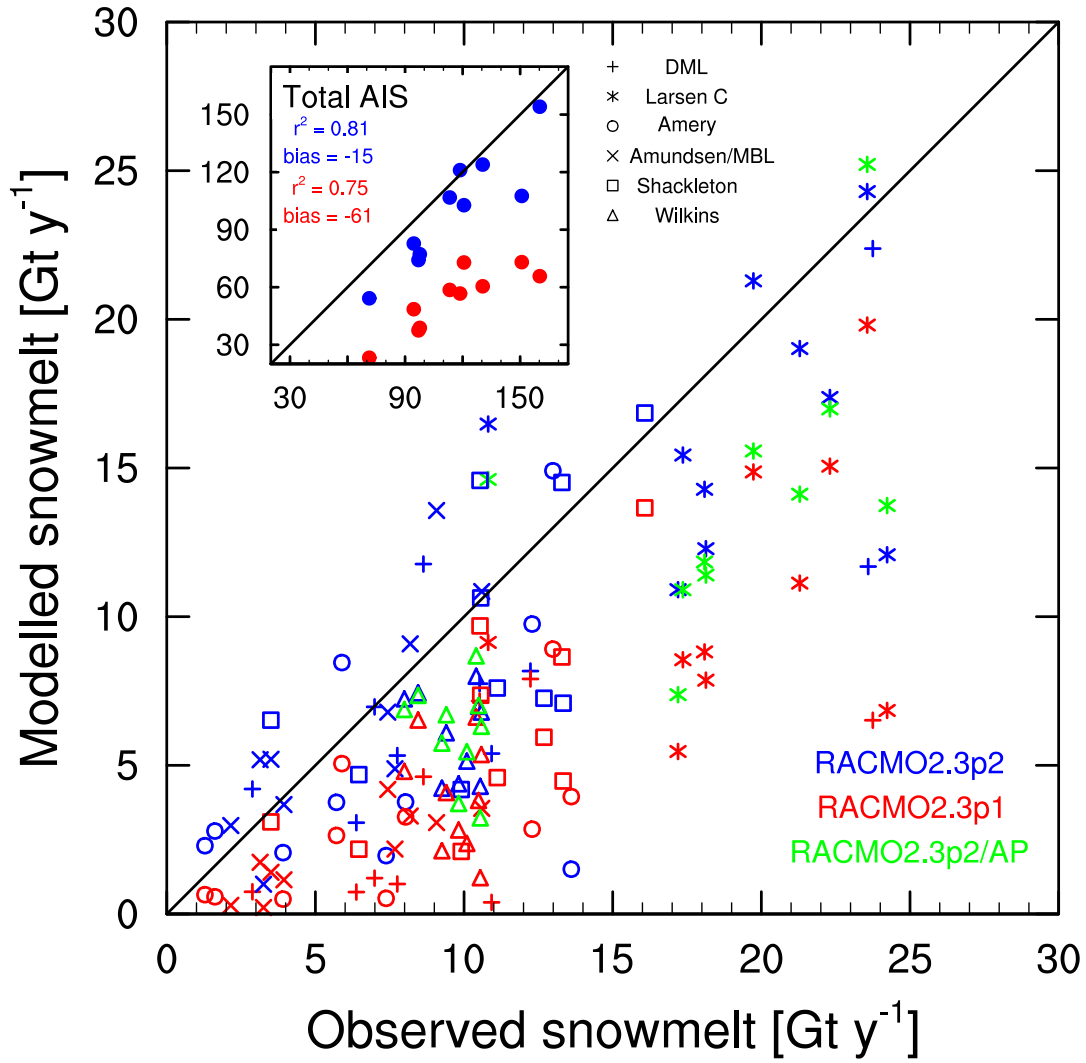 30
25
20
15
10
5
0
0
5
10
15
20
25
30
Modelled snowmelt [Gt y⁻¹]
Observed snowmelt [Gt y⁻¹]
Total AIS
r² = 0.81
bias = -15
r² = 0.75
bias = -61
150
120
90
60
30
30
90
150
DML
Larsen C
Amery
Amundsen/MBL
Shackleton
Wilkins
RACMO2.3p2
RACMO2.3p1
RACMO2.3p2/AP